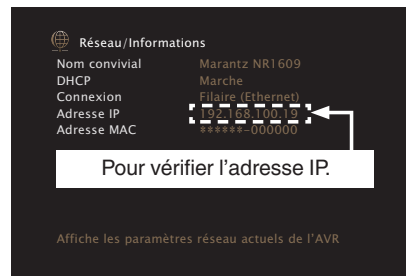 Réseau/Informations
Nom convivial Marantz NR1609
DHCP Marche
Connexion Filaire (Ethernet)
Adresse IP 192.168.100.19
Adresse MAC ******-000000
Pour vérifier l'adresse IP.
Affiche les paramètres réseau actuels de l'AVR